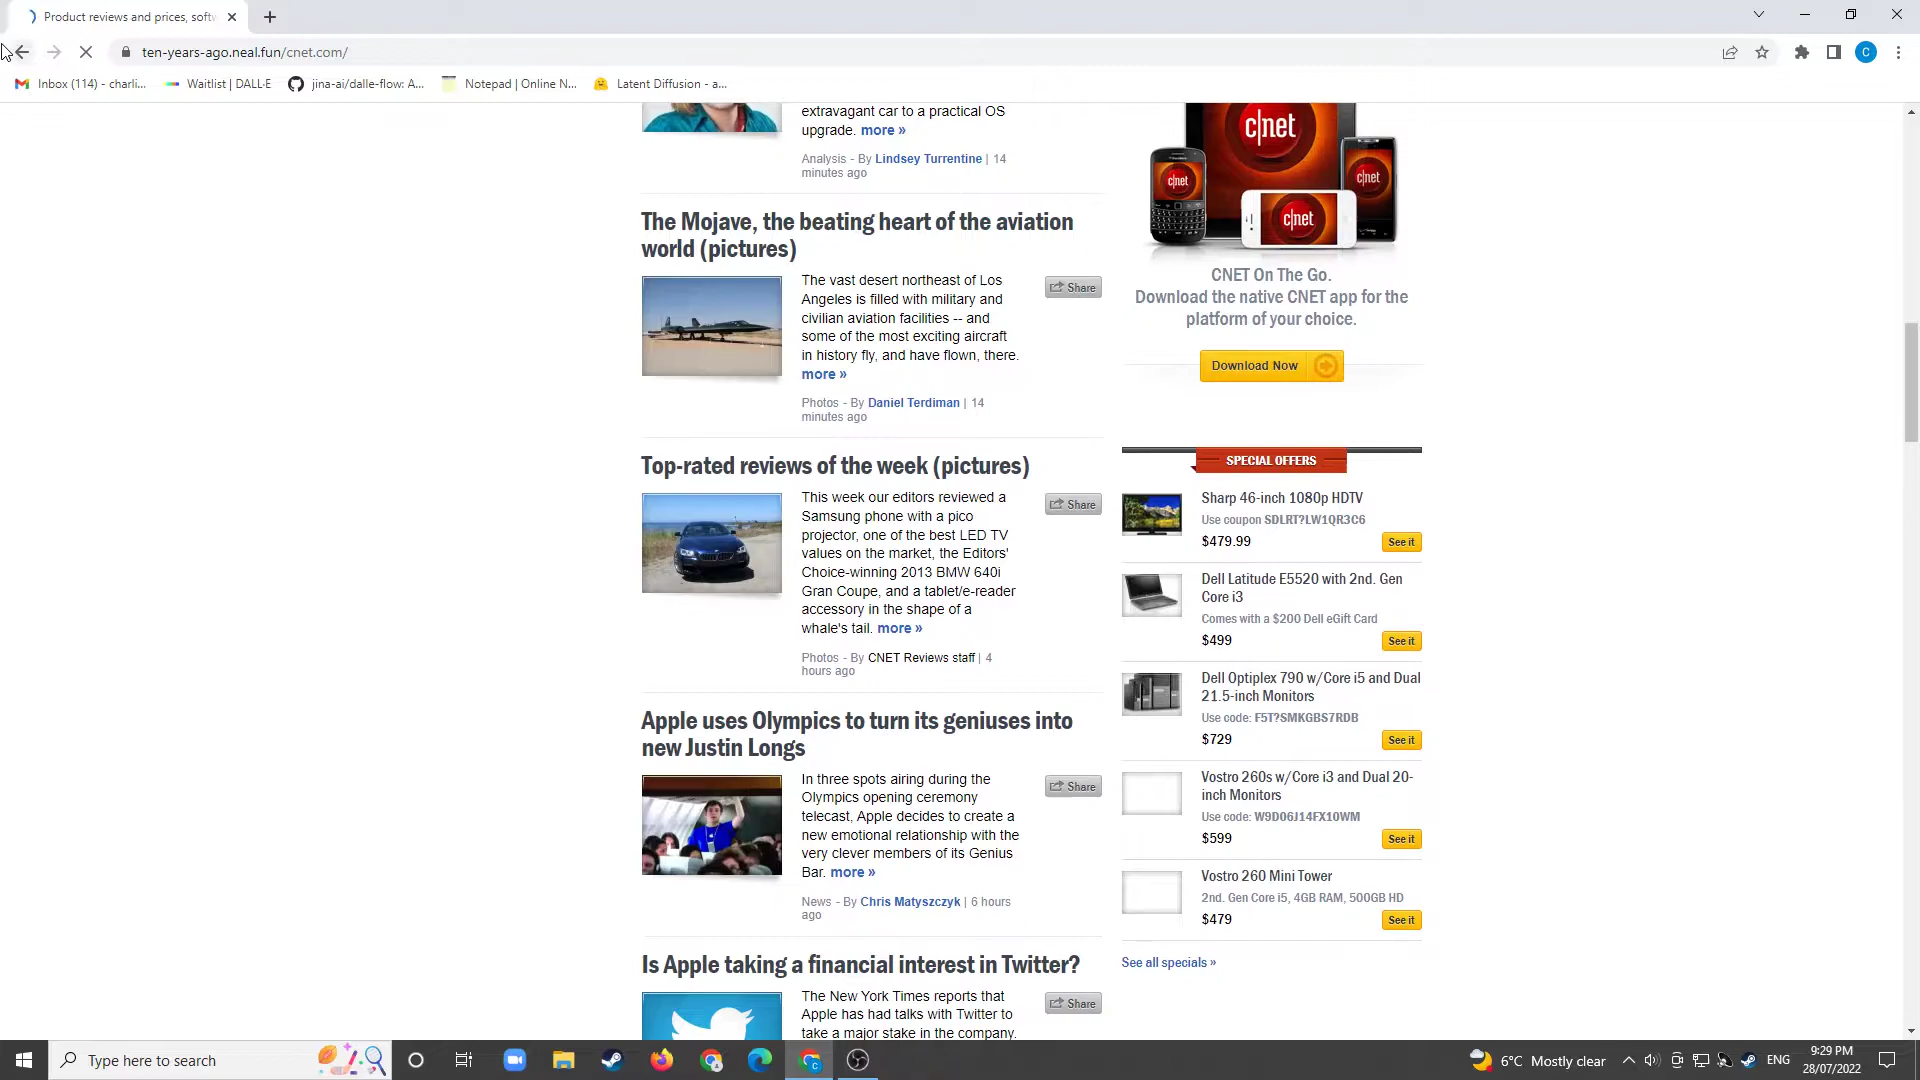 Product reviews and prices, softw
ten-years-ago.neal.fun/cnet.com/
C
Inbox (114) - charli...
Waitlist | DALL·E
jina-ai/dalle-flow: A...
Notepad | Online N...
Latent Diffusion - a...
extravagant car to a practical OS
upgrade. more »
Analysis - By Lindsey Turrentine | 14
minutes ago
The Mojave, the beating heart of the aviation
world (pictures)
The vast desert northeast of Los
Angeles is filled with military and
civilian aviation facilities -- and
some of the most exciting aircraft
in history fly, and have flown, there.
more »
Share
Photos - By Daniel Terdiman | 14
minutes ago
Top-rated reviews of the week (pictures)
This week our editors reviewed a
Samsung phone with a pico
projector, one of the best LED TV
values on the market, the Editors'
Choice-winning 2013 BMW 640i
Gran Coupe, and a tablet/e-reader
accessory in the shape of a
whale's tail. more »
Share
Photos - By CNET Reviews staff | 4
hours ago
Apple uses Olympics to turn its geniuses into
new Justin Longs
In three spots airing during the
Olympics opening ceremony
telecast, Apple decides to create a
new emotional relationship with the
very clever members of its Genius
Bar. more »
Share
News - By Chris Matyszczyk | 6 hours
ago
Is Apple taking a financial interest in Twitter?
The New York Times reports that
Apple has had talks with Twitter to
take a major stake in the company.
Share
c|net
c|net
c|net
c|net
CNET On The Go.
Download the native CNET app for the
platform of your choice.
Download Now
SPECIAL OFFERS
Sharp 46-inch 1080p HDTV
Use coupon SDLRT?LW1QR3C6
$479.99
See it
Dell Latitude E5520 with 2nd. Gen
Core i3
Comes with a $200 Dell eGift Card
$499
See it
Dell Optiplex 790 w/Core i5 and Dual
21.5-inch Monitors
Use code: F5T?SMKGBS7RDB
$729
See it
Vostro 260s w/Core i3 and Dual 20-
inch Monitors
Use code: W9D06J14FX10WM
$599
See it
Vostro 260 Mini Tower
2nd. Gen Core i5, 4GB RAM, 500GB HD
$479
See it
See all specials »
Type here to search
6°C Mostly clear
ENG
9:29 PM
28/07/2022